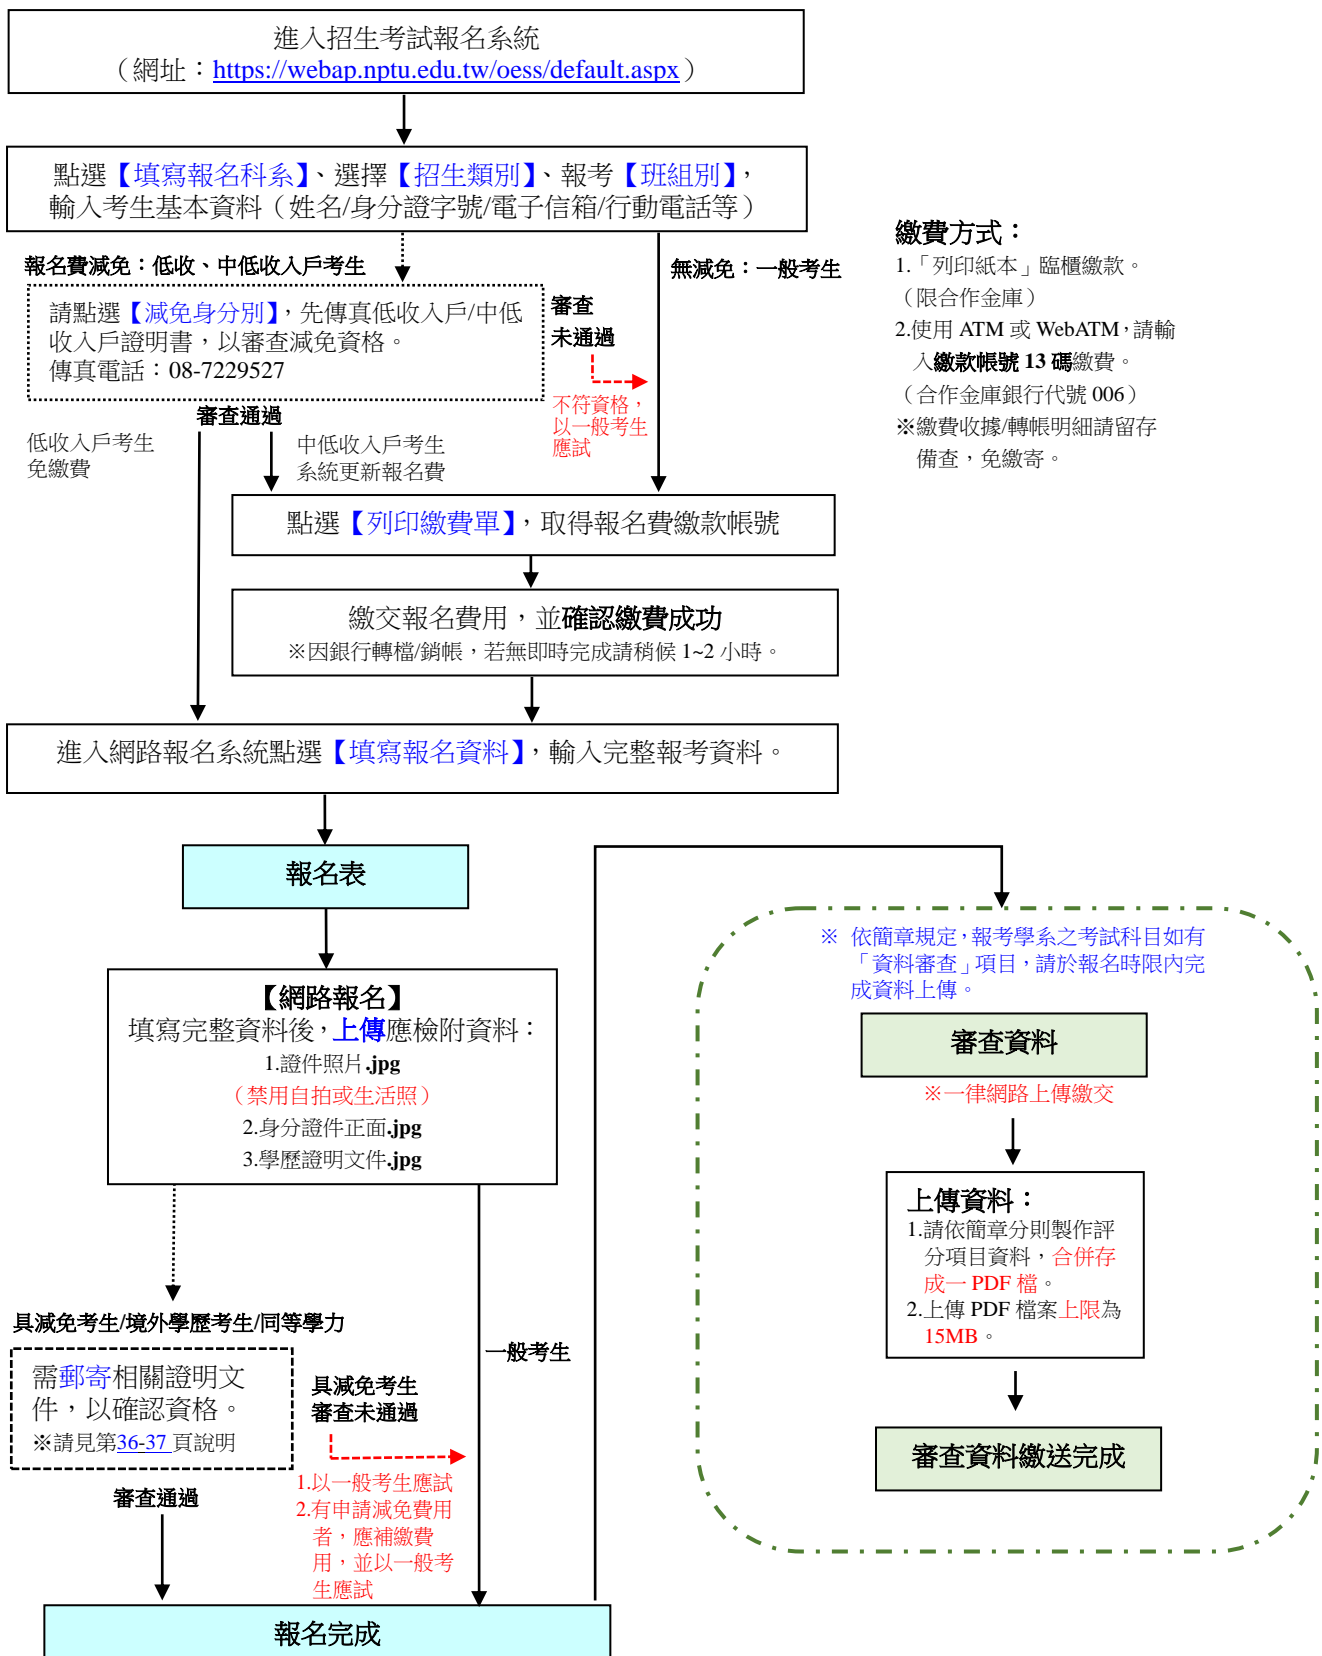 進入招生考試報名系統
（網址：https://webap.nptu.edu.tw/oess/default.aspx）
點選【填寫報名科系】、選擇【招生類別】、報考【班組別】，
輸入考生基本資料（姓名/身分證字號/電子信箱/行動電話等）
報名費減免：低收、中低收入戶考生
無減免：一般考生
請點選【減免身分別】，先傳真低收入戶/中低
收入戶證明書，以審查減免資格。
傳真電話：08-7229527
審查
未通過
不符資格，
以一般考生
應試
審查通過
低收入戶考生
免繳費
中低收入戶考生
系統更新報名費
繳費方式：
1.「列印紙本」臨櫃繳款。
（限合作金庫）
2.使用 ATM 或 WebATM，請輸
入繳款帳號 13 碼繳費。
（合作金庫銀行代號 006）
※繳費收據/轉帳明細請留存
備查，免繳寄。
點選【列印繳費單】，取得報名費繳款帳號
繳交報名費用，並確認繳費成功
※因銀行轉檔/銷帳，若無即時完成請稍候 1~2 小時。
進入網路報名系統點選【填寫報名資料】，輸入完整報考資料。
報名表
【網路報名】
填寫完整資料後，上傳應檢附資料：
1.證件照片.jpg
（禁用自拍或生活照）
2.身分證件正面.jpg
3.學歷證明文件.jpg
具減免考生/境外學歷考生/同等學力
需郵寄相關證明文
件，以確認資格。
※請見第36-37 頁說明
審查通過
具減免考生
審查未通過
1.以一般考生應試
2.有申請減免費用
者，應補繳費
用，並以一般考
生應試
一般考生
報名完成
※ 依簡章規定，報考學系之考試科目如有
「資料審查」項目，請於報名時限內完
成資料上傳。
審查資料
※一律網路上傳繳交
上傳資料：
1.請依簡章分則製作評
分項目資料，合併存
成一 PDF 檔。
2.上傳 PDF 檔案上限為
15MB。
審查資料繳送完成